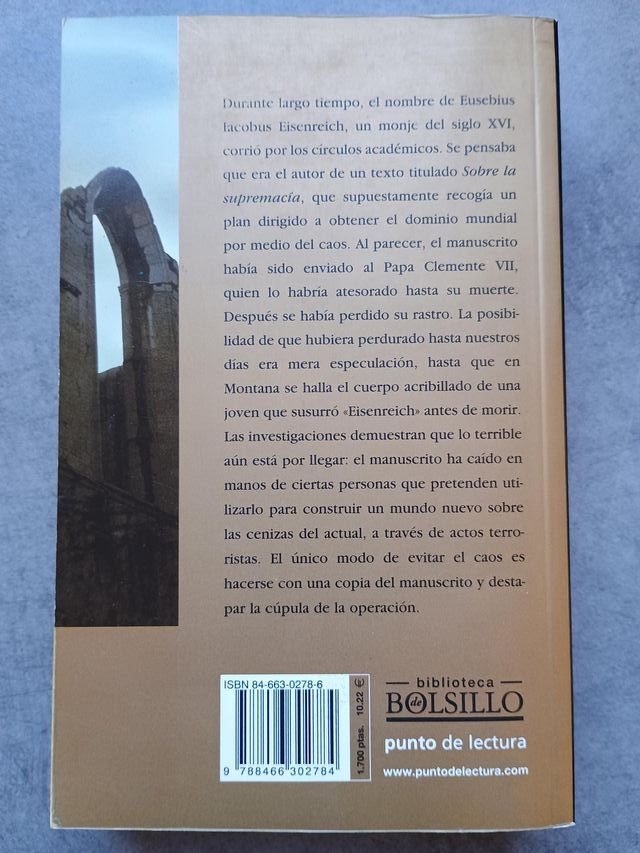 Durante largo tiempo, el nombre de Eusebius
Iacobus Eisenreich, un monje del siglo XVI,
corrió por los círculos académicos. Se pensaba
que era el autor de un texto titulado Sobre la
supremacía, que supuestamente recogía un
plan dirigido a obtener el dominio mundial
por medio del caos. Al parecer, el manuscrito
había sido enviado al Papa Clemente VII,
quien lo habría atesorado hasta su muerte.
Después se había perdido su rastro. La posibi-
lidad de que hubiera perdurado hasta nuestros
días era mera especulación, hasta que en
Montana se halla el cuerpo acribillado de una
joven que susurró «Eisenreich» antes de morir.
Las investigaciones demuestran que lo terrible
aún está por llegar: el manuscrito ha caído en
manos de ciertas personas que pretenden uti-
lizarlo para construir un mundo nuevo sobre
las cenizas del actual, a través de actos terro-
ristas. El único modo de evitar el caos es
hacerse con una copia del manuscrito y desta-
par la cúpula de la operación.
ISBN 84-663-0278-6
9 788466 302784
1.700 ptas. 10.22 €
biblioteca
de BOLSILLO
punto de lectura
www.puntodelectura.com